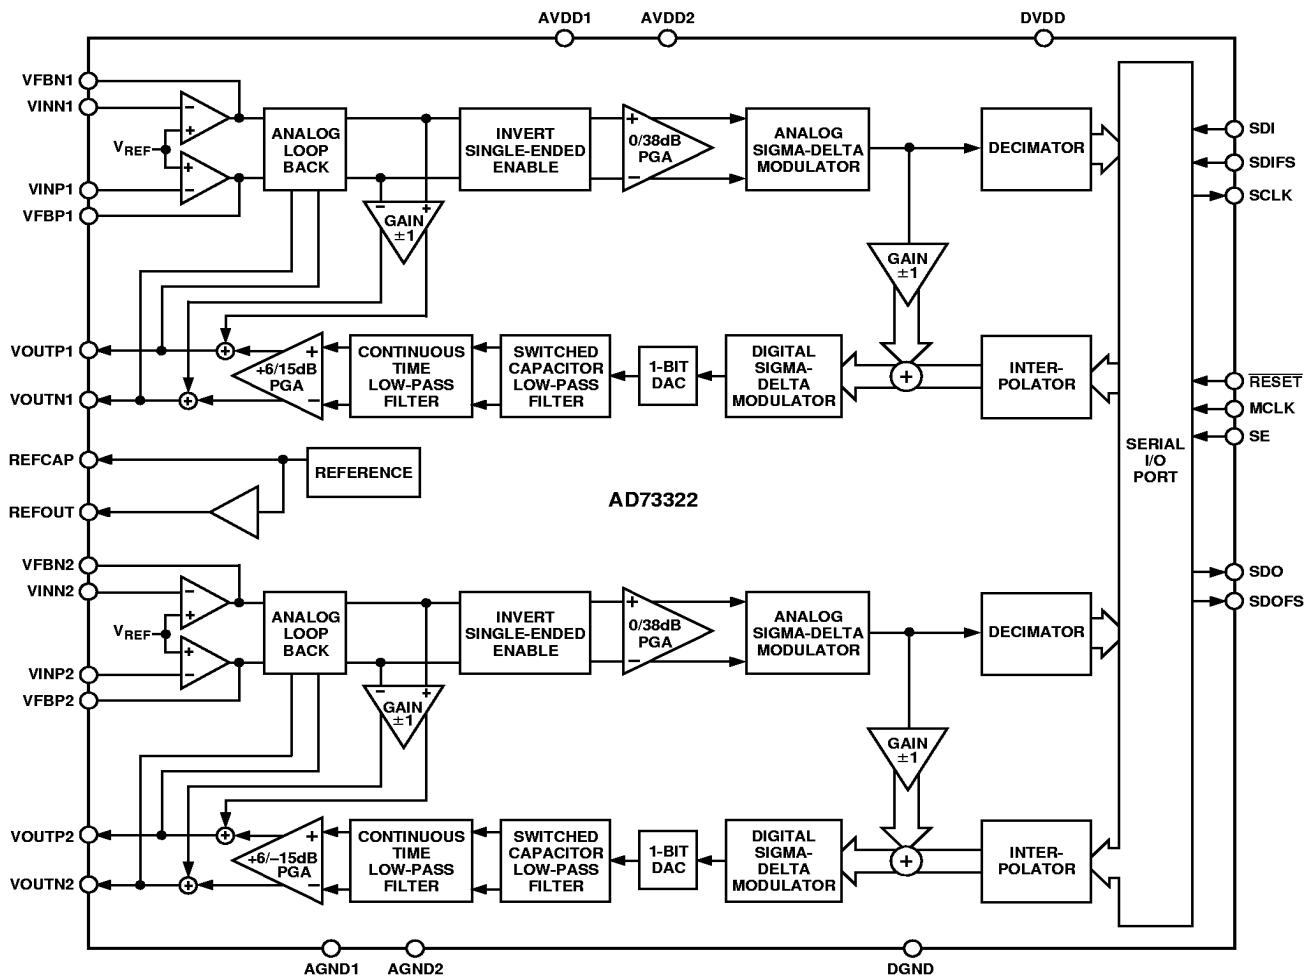 AVDD1
AVDD2
DVDD
VFBN1
VINN1
VREF
VINP1
VFBP1
−
+
+
−
ANALOG
LOOP
BACK
INVERT
SINGLE-ENDED
ENABLE
+
0/38dB
PGA
−
ANALOG
SIGMA-DELTA
MODULATOR
DECIMATOR
SDI
SDIFS
SCLK
− +
GAIN
±1
GAIN
±1
VOUTP1
VOUTN1
+
+
+
+6/15dB
PGA
−
CONTINUOUS
TIME
LOW-PASS
FILTER
SWITCHED
CAPACITOR
LOW-PASS
FILTER
1-BIT
DAC
DIGITAL
SIGMA-
DELTA
MODULATOR
+
INTER-
POLATOR
RESET
MCLK
SE
SERIAL
I/O
PORT
REFCAP
REFOUT
REFERENCE
AD73322
VFBN2
VINN2
VREF
VINP2
VFBP2
−
+
+
−
ANALOG
LOOP
BACK
INVERT
SINGLE-ENDED
ENABLE
+
0/38dB
PGA
−
ANALOG
SIGMA-DELTA
MODULATOR
DECIMATOR
SDO
SDOFS
− +
GAIN
±1
GAIN
±1
VOUTP2
VOUTN2
+
+
+
+6/−15dB
PGA
−
CONTINUOUS
TIME
LOW-PASS
FILTER
SWITCHED
CAPACITOR
LOW-PASS
FILTER
1-BIT
DAC
DIGITAL
SIGMA-
DELTA
MODULATOR
+
INTER-
POLATOR
AGND1
AGND2
DGND